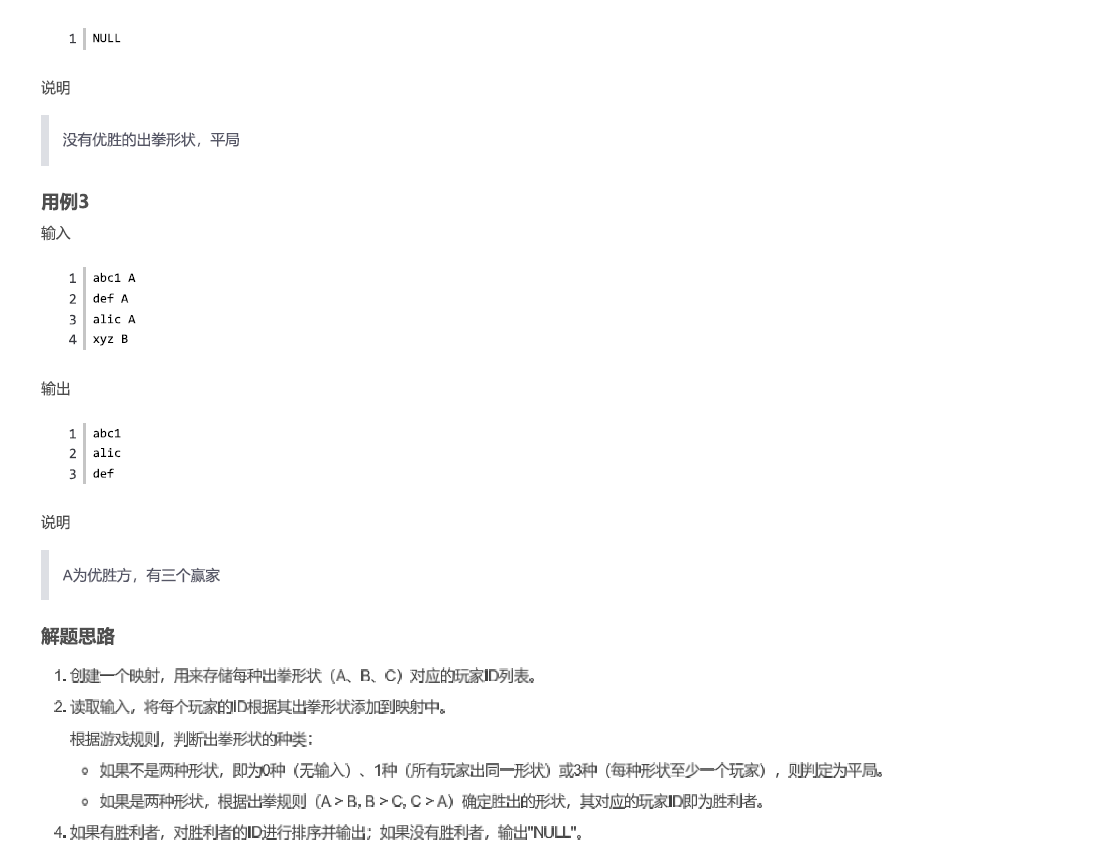 1 NULL
说明
没有优胜的出拳形状，平局
用例3
输入
1 abc1 A
2 def A
3 alic A
4 xyz B
输出
1 abc1
2 alic
3 def
说明
A为优胜方，有三个赢家
解题思路
1. 创建一个映射，用来存储每种出拳形状（A、B、C）对应的玩家ID列表。
2. 读取输入，将每个玩家的ID根据其出拳形状添加到映射中。
根据游戏规则，判断出拳形状的种类：
如果不是两种形状，即为0种（无输入）、1种（所有玩家出同一形状）或3种（每种形状至少一个玩家），则判定为平局。
如果是两种形状，根据出拳规则（A > B, B > C, C > A）确定胜出的形状，其对应的玩家ID即为胜利者。
4. 如果有胜利者，对胜利者的ID进行排序并输出；如果没有胜利者，输出"NULL"。